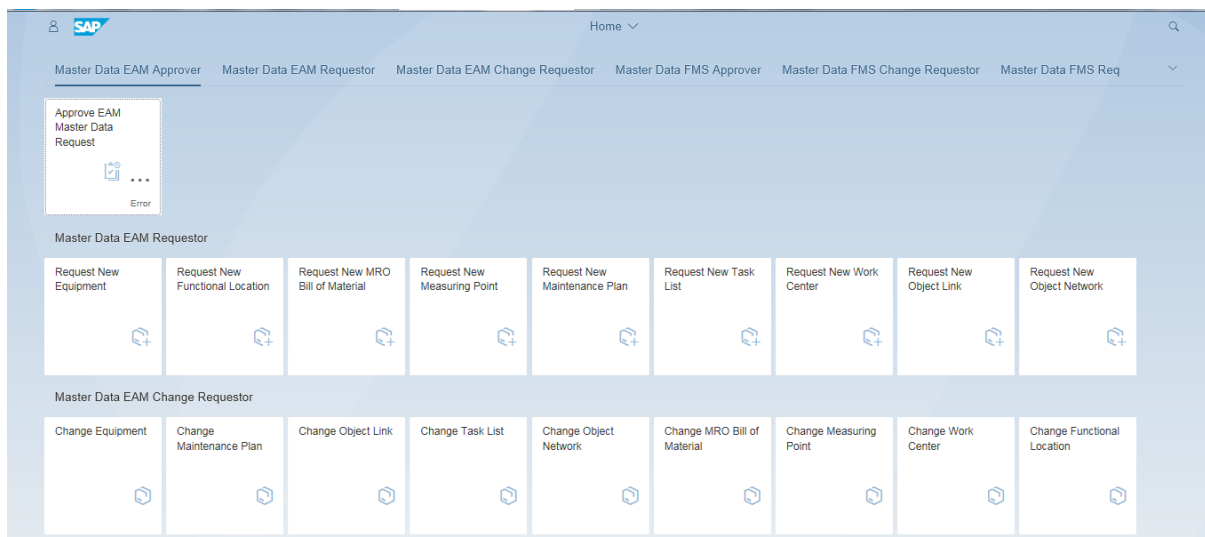 SAP
Home
Master Data EAM Approver
Master Data EAM Requestor
Master Data EAM Change Requestor
Master Data FMS Approver
Master Data FMS Change Requestor
Master Data FMS Req
Approve EAM
Master Data
Request
...
Error
Master Data EAM Requestor
Request New
Equipment
Request New
Functional Location
Request New MRO
Bill of Material
Request New
Measuring Point
Request New
Maintenance Plan
Request New Task
List
Request New Work
Center
Request New
Object Link
Request New
Object Network
Master Data EAM Change Requestor
Change Equipment
Change
Maintenance Plan
Change Object Link
Change Task List
Change Object
Network
Change MRO Bill of
Material
Change Measuring
Point
Change Work
Center
Change Functional
Location